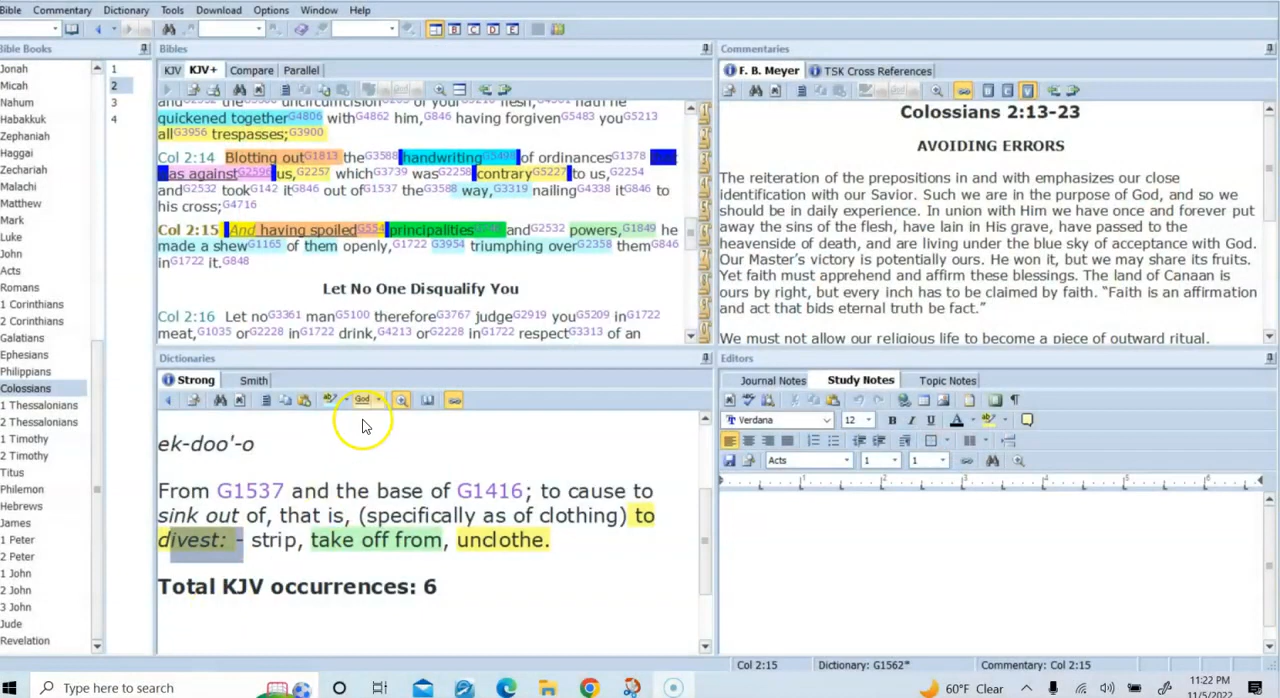 Bible Commentary Dictionary Tools Download Options Window Help
B C D E
Bible Books
Jonah
Micah
Nahum
Habakkuk
Zephaniah
Haggai
Zechariah
Malachi
Matthew
Mark
Luke
John
Acts
Romans
1 Corinthians
2 Corinthians
Galatians
Ephesians
Philippians
Colossians
1 Thessalonians
2 Thessalonians
1 Timothy
2 Timothy
Titus
Philemon
Hebrews
James
1 Peter
2 Peter
1 John
2 John
3 John
Jude
Revelation
1
2
3
4
Bibles
KJV KJV+ Compare Parallel
quickened together G4806 with G4862 him, G846 having forgiven G5483 you G5213
all G3956 trespasses; G3900
Col 2:14 Blotting out G1813 the G3588 handwriting G5498 of ordinances G1378
was against G2596 us, G2257 which G3739 was G2258 contrary G5227 to us, G2254
and G2532 took G142 it G846 out of G1537 the G3588 way, G3319 nailing G4338 it G846 to
his cross; G4716
Col 2:15 And having spoiled G554 principalities and G2532 powers, G1849 he
made a shew G1165 of them openly, G1722 G3954 triumphing over G2358 them G846
in G1722 it. G848
Let No One Disqualify You
Col 2:16 Let no G3361 man G5100 therefore G3767 judge G2919 you G5209 in G1722
meat, G1035 or G2228 in G1722 drink, G4213 or G2228 in G1722 respect G3313 of an
Dictionaries
Strong Smith
God
ek-doo'-o
From G1537 and the base of G1416; to cause to
sink out of, that is, (specifically as of clothing) to
divest: - strip, take off from, unclothe.
Total KJV occurrences: 6
Commentaries
F. B. Meyer TSK Cross References
Colossians 2:13-23
AVOIDING ERRORS
The reiteration of the prepositions in and with emphasizes our close
identification with our Savior. Such we are in the purpose of God, and so we
should be in daily experience. In union with Him we have once and forever put
away the sins of the flesh, have lain in His grave, have passed to the
heavenside of death, and are living under the blue sky of acceptance with God.
Our Master's victory is potentially ours. He won it, but we may share its fruits.
Yet faith must apprehend and affirm these blessings. The land of Canaan is
ours by right, but every inch has to be claimed by faith. “Faith is an affirmation
and act that bids eternal truth be fact.”
We must not allow our religious life to become a piece of outward ritual.
Editors
Journal Notes Study Notes Topic Notes
Verdana 12 B I U A
Acts 1 1
1 2 3 4 5 6
Col 2:15 Dictionary: G1562* Commentary: Col 2:15
Type here to search
60°F Clear
11:22 PM
11/5/2022